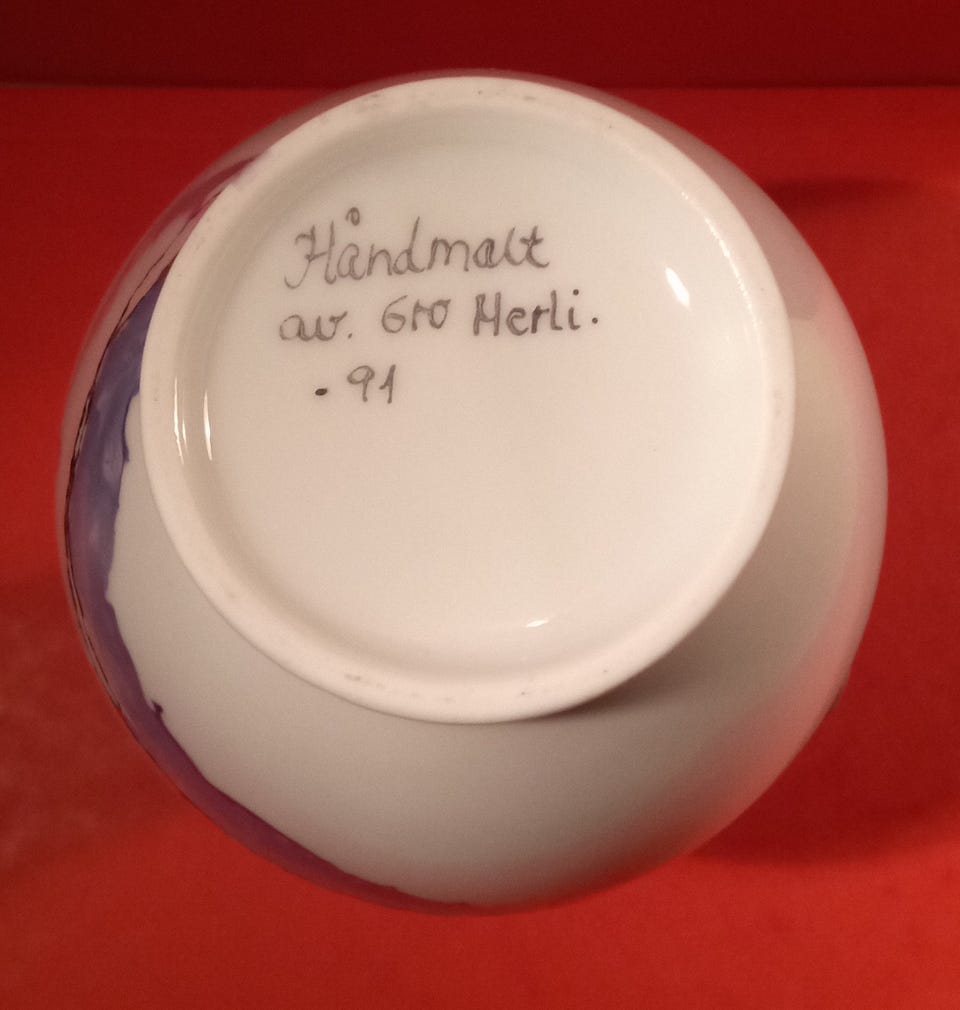 Håndmalt
av. Gro Herli.
- 91